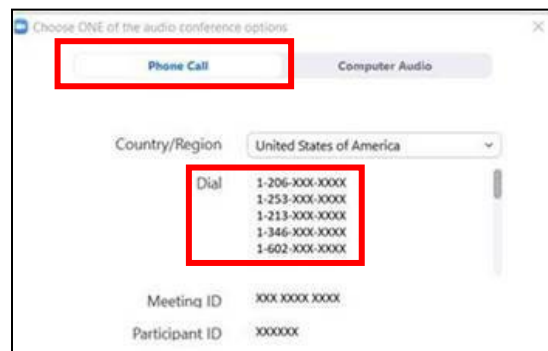 Choose ONE of the audio conference options
Phone Call Computer Audio
Country/Region United States of America
Dial 1-206-XXX-XXXX
1-253-XXX-XXXX
1-213-XXX-XXXX
1-346-XXX-XXXX
1-602-XXX-XXXX
Meeting ID XXX XXXX XXXX
Participant ID XXXXXX